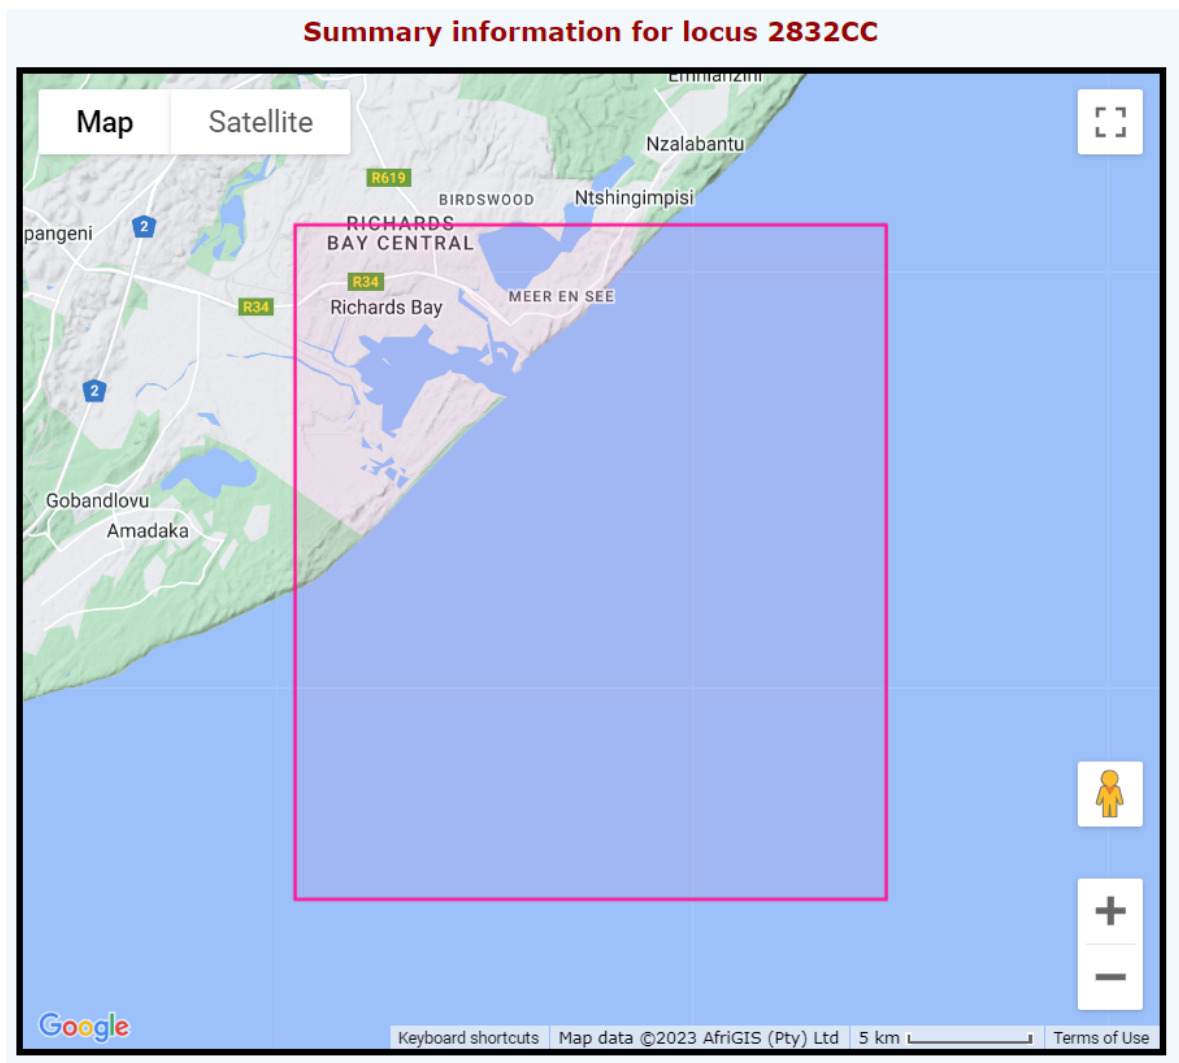 Summary information for locus 2832CC
Map
Satellite
Nzalabantu
R619
BIRDSWOOD
Ntshingimpisi
2
pangeni
RICHARDS
BAY CENTRAL
R34
MEER EN SEE
R34
Richards Bay
2
Gobandlovu
Amadaka
Google
Keyboard shortcuts
Map data ©2023 AfriGIS (Pty) Ltd
5 km
Terms of Use